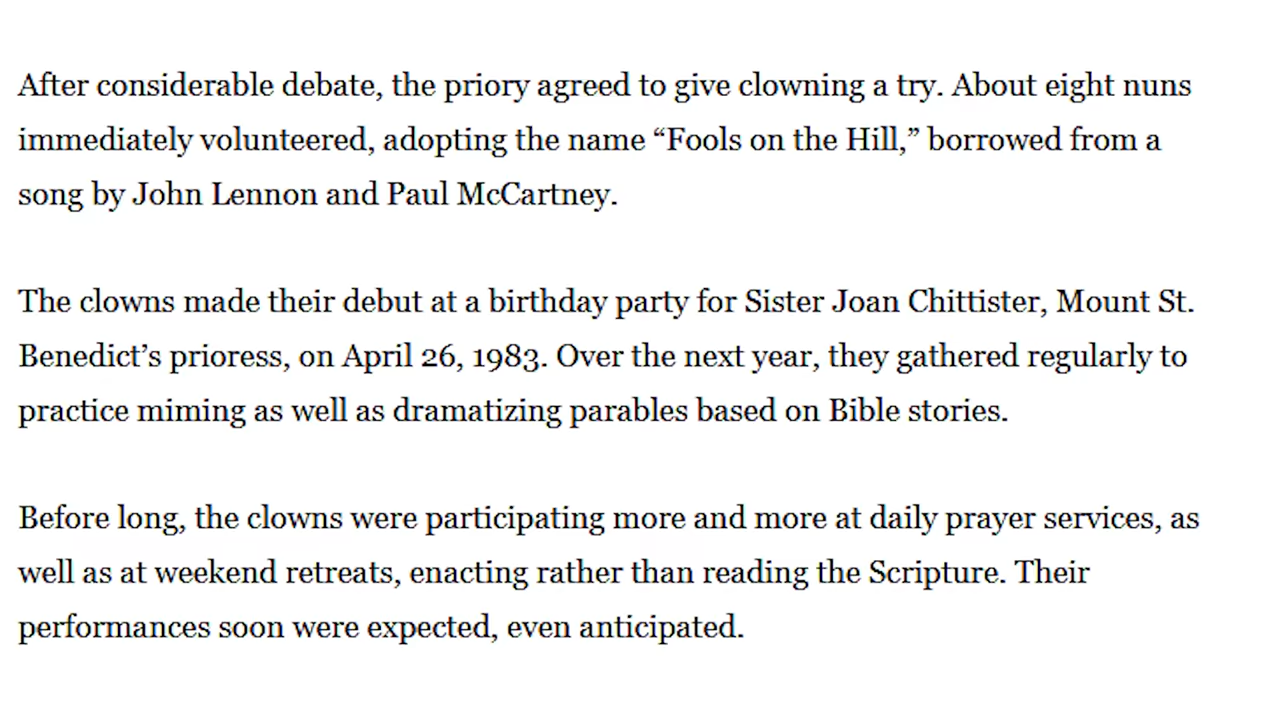 After considerable debate, the priory agreed to give clowning a try. About eight nuns
immediately volunteered, adopting the name “Fools on the Hill,” borrowed from a
song by John Lennon and Paul McCartney.
The clowns made their debut at a birthday party for Sister Joan Chittister, Mount St.
Benedict’s prioress, on April 26, 1983. Over the next year, they gathered regularly to
practice miming as well as dramatizing parables based on Bible stories.
Before long, the clowns were participating more and more at daily prayer services, as
well as at weekend retreats, enacting rather than reading the Scripture. Their
performances soon were expected, even anticipated.